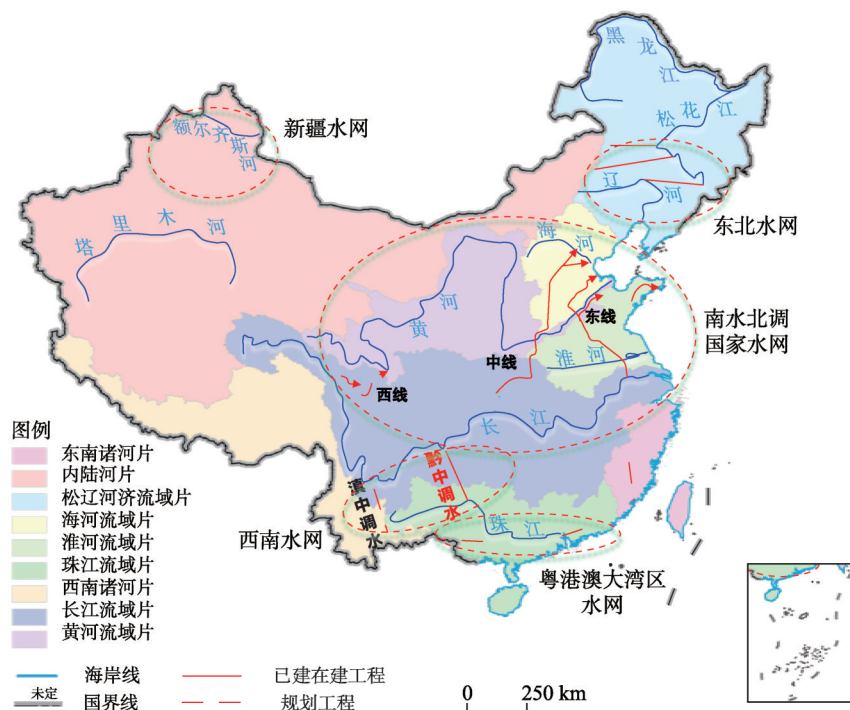 黑龙江
松花江
额尔齐斯河
新疆水网
辽河
塔里木河
海河
东北水网
黄河
东线
南水北调
国家水网
中线
淮河
西线
长江
图例
东南诸河片
内陆河片
松辽河济流域片
海河流域片
淮河流域片
珠江流域片
西南诸河片
长江流域片
黄河流域片
黔中调水
滇中调水
西南水网
珠江
粤港澳大湾区
水网
海岸线
已建在建工程
未定
国界线
规划工程
0 250 km